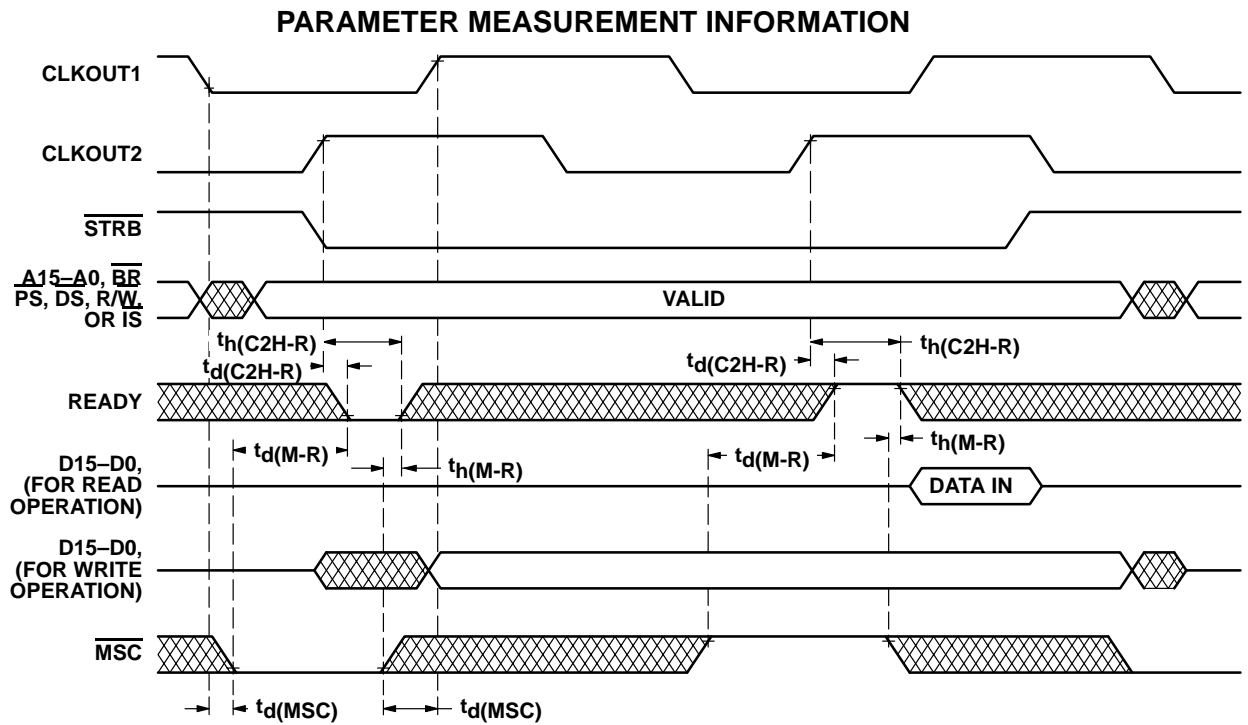 PARAMETER MEASUREMENT INFORMATION
CLKOUT1
CLKOUT2
STRB
A15–A0, BR
PS, DS, R/W,
OR IS
VALID
th(C2H-R)
td(C2H-R)
th(C2H-R)
td(C2H-R)
READY
td(M-R)
th(M-R)
td(M-R)
th(M-R)
D15–D0,
(FOR READ
OPERATION)
DATA IN
D15–D0,
(FOR WRITE
OPERATION)
MSC
td(MSC)
td(MSC)